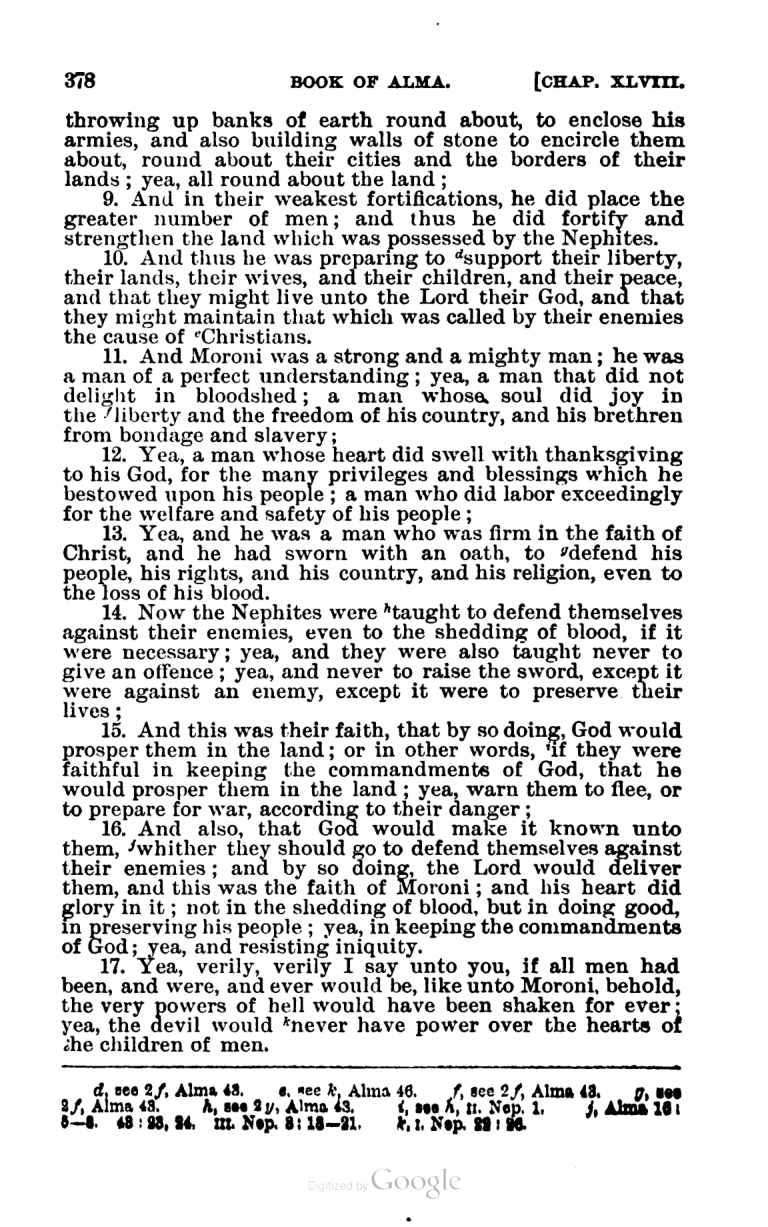 378 BOOK OF ALMA. [CHAP. XLVIII.
throwing up banks of earth round about, to enclose his
armies, and also building walls of stone to encircle them
about, round about their cities and the borders of their
lands ; yea, all round about the land ;
9. And in their weakest fortifications, he did place the
greater number of men; and thus he did fortify and
strengthen the land which was possessed by the Nephites.
10. And thus he was preparing to dsupport their liberty,
their lands, their wives, and their children, and their peace,
and that they might live unto the Lord their God, and that
they might maintain that which was called by their enemies
the cause of eChristians.
11. And Moroni was a strong and a mighty man ; he was
a man of a perfect understanding ; yea, a man that did not
delight in bloodshed ; a man whose soul did joy in
the fliberty and the freedom of his country, and his brethren
from bondage and slavery;
12. Yea, a man whose heart did swell with thanksgiving
to his God, for the many privileges and blessings which he
bestowed upon his people ; a man who did labor exceedingly
for the welfare and safety of his people ;
13. Yea, and he was a man who was firm in the faith of
Christ, and he had sworn with an oath, to gdefend his
people, his rights, and his country, and his religion, even to
the loss of his blood.
14. Now the Nephites were htaught to defend themselves
against their enemies, even to the shedding of blood, if it
were necessary ; yea, and they were also taught never to
give an offence ; yea, and never to raise the sword, except it
were against an enemy, except it were to preserve their
lives ;
15. And this was their faith, that by so doing, God would
prosper them in the land ; or in other words, iif they were
faithful in keeping the commandments of God, that he
would prosper them in the land ; yea, warn them to flee, or
to prepare for war, according to their danger ;
16. And also, that God would make it known unto
them, jwhither they should go to defend themselves against
their enemies ; and by so doing, the Lord would deliver
them, and this was the faith of Moroni ; and his heart did
glory in it ; not in the shedding of blood, but in doing good,
in preserving his people ; yea, in keeping the commandments
of God; yea, and resisting iniquity.
17. Yea, verily, verily I say unto you, if all men had
been, and were, and ever would be, like unto Moroni, behold,
the very powers of hell would have been shaken for ever;
yea, the devil would knever have power over the hearts of
the children of men.
d, see 2f, Alma 43. e, see k, Alma 46. f, see 2f, Alma 43. g, see
2f, Alma 43. h, see 2y, Alma 43. i, see h, II. Nep. 1. j, Alma 16:
5—8. 43 : 23, 24. III. Nep. 3: 18—21. k, I. Nep. 22 : 26.
Digitized by Google